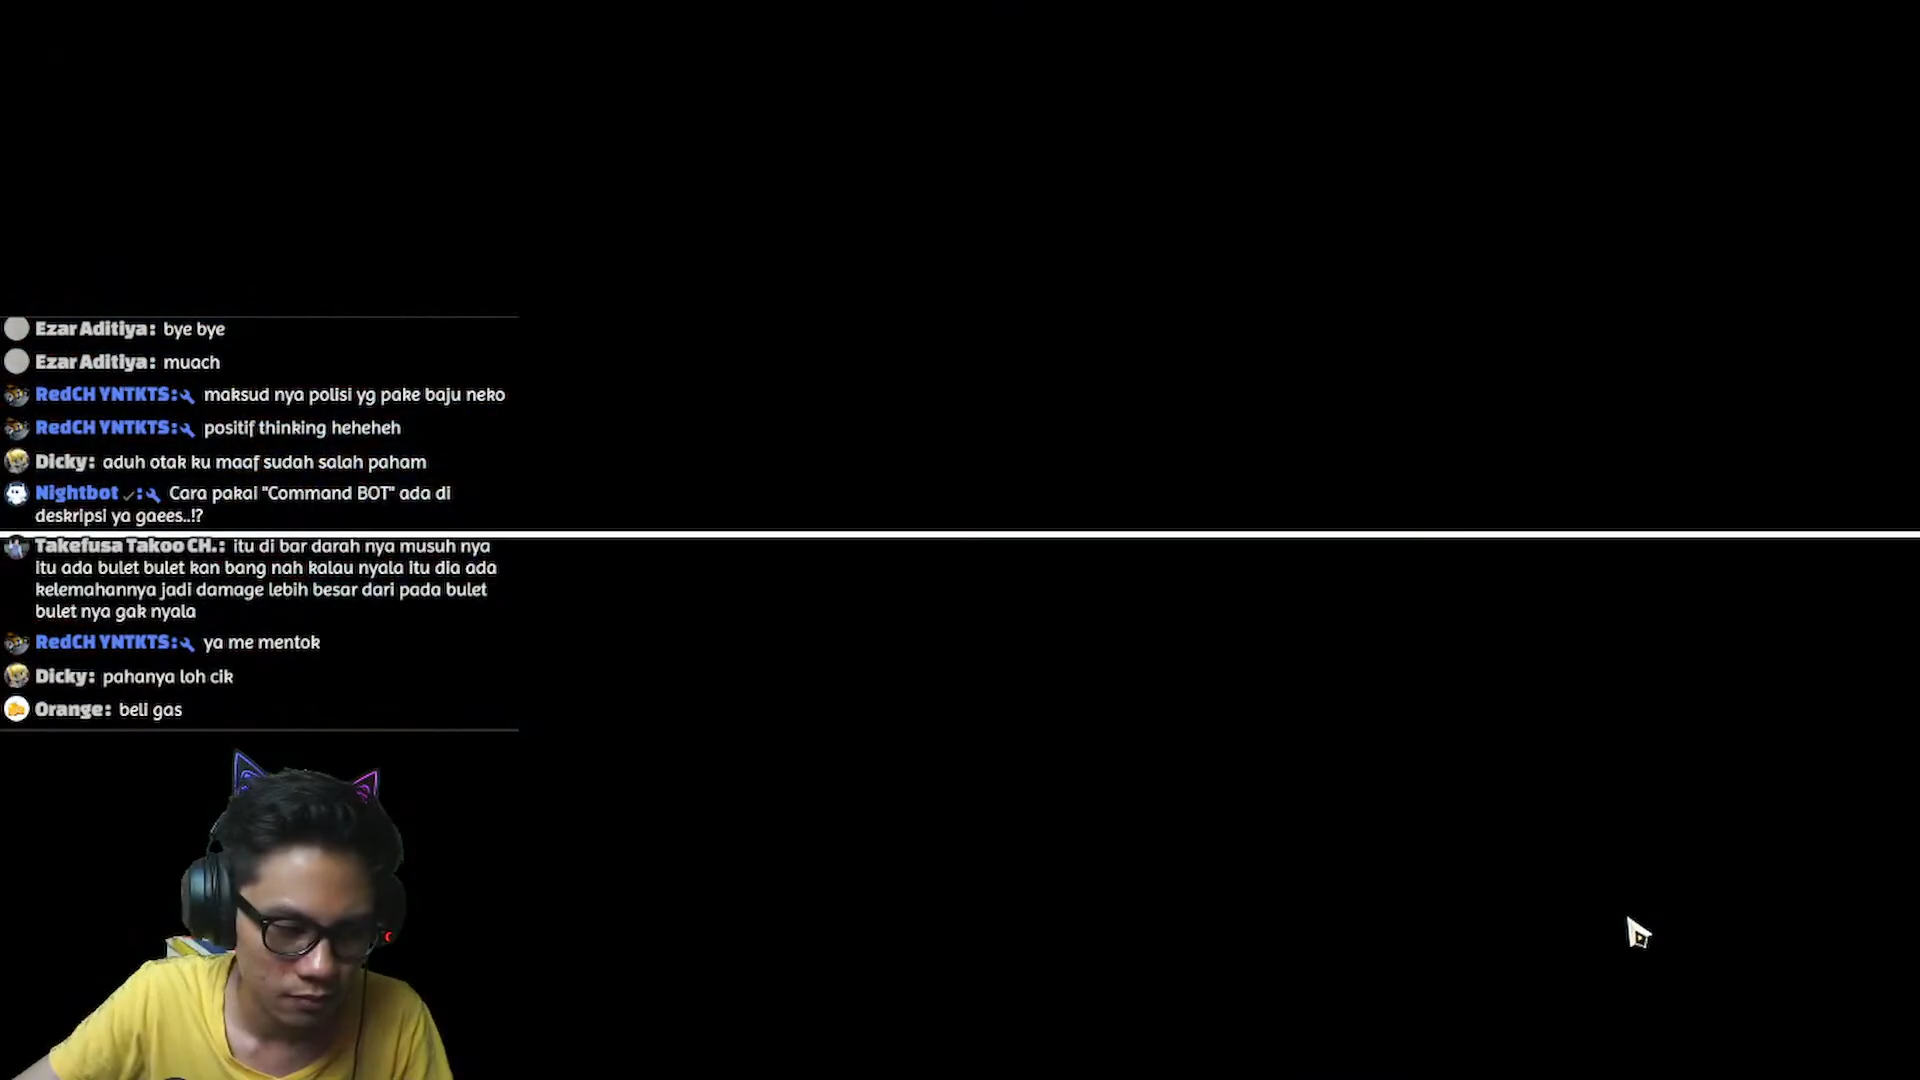 Ezar Aditiya: bye bye
Ezar Aditiya: muach
RedCH YNTKTS: maksud nya polisi yg pake baju neko
RedCH YNTKTS: positif thinking heheheh
Dicky: aduh otak ku maaf sudah salah paham
Nightbot: Cara pakai "Command BOT" ada di
deskripsi ya gaees..!?
Takefusa Takoo CH.: itu di bar darah nya musuh nya
itu ada bulet bulet kan bang nah kalau nyala itu dia ada
kelemahannya jadi damage lebih besar dari pada bulet
bulet nya gak nyala
RedCH YNTKTS: ya me mentok
Dicky: pahanya loh cik
Orange: beli gas